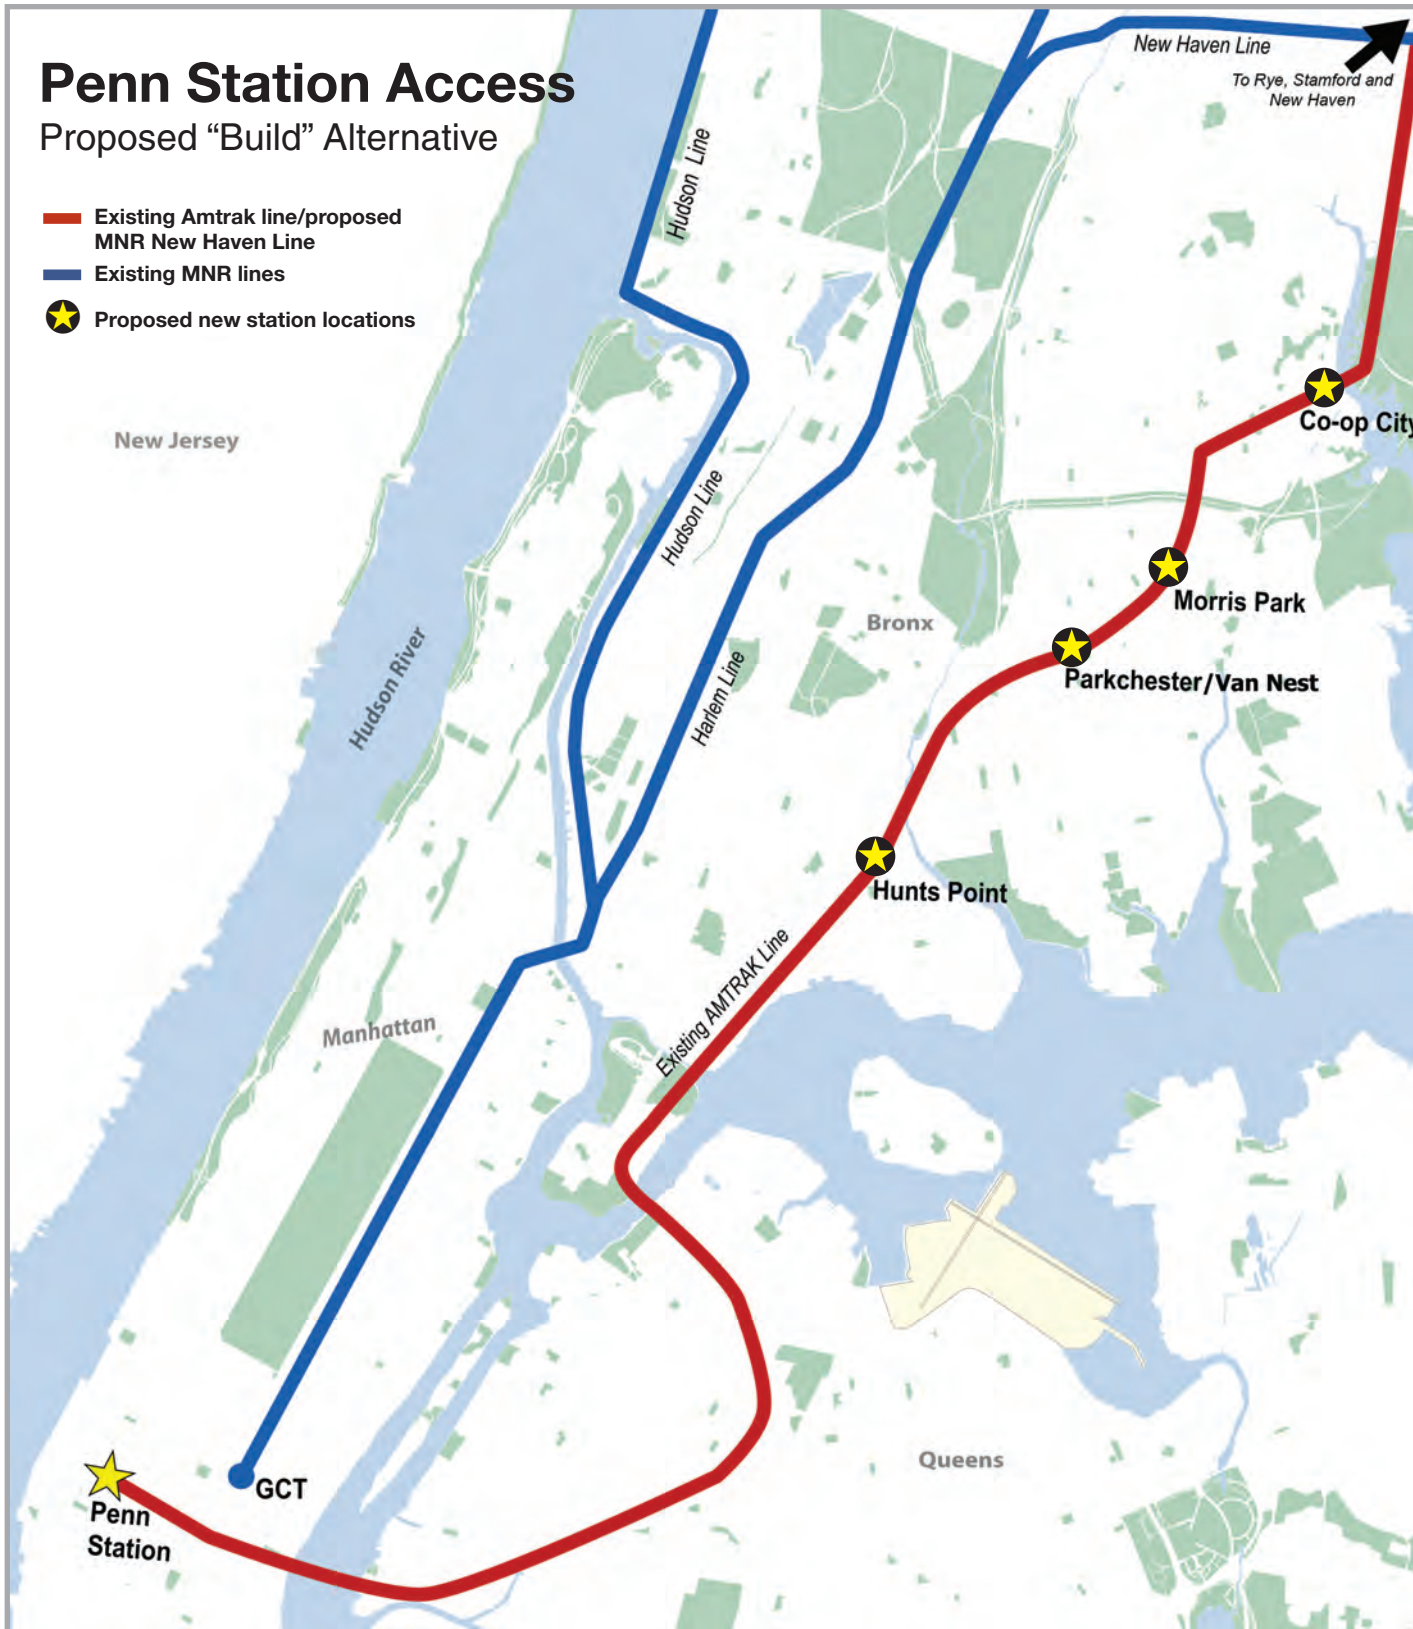 Penn Station Access
Proposed “Build” Alternative
Existing Amtrak line/proposed
MNR New Haven Line
Existing MNR lines
Proposed new station locations
New Haven Line
To Rye, Stamford and
New Haven
Hudson Line
New Jersey
Co-op City
Hudson Line
Morris Park
Bronx
Parkchester/Van Nest
Hudson River
Harlem Line
Hunts Point
Existing AMTRAK Line
Manhattan
Queens
GCT
Penn
Station